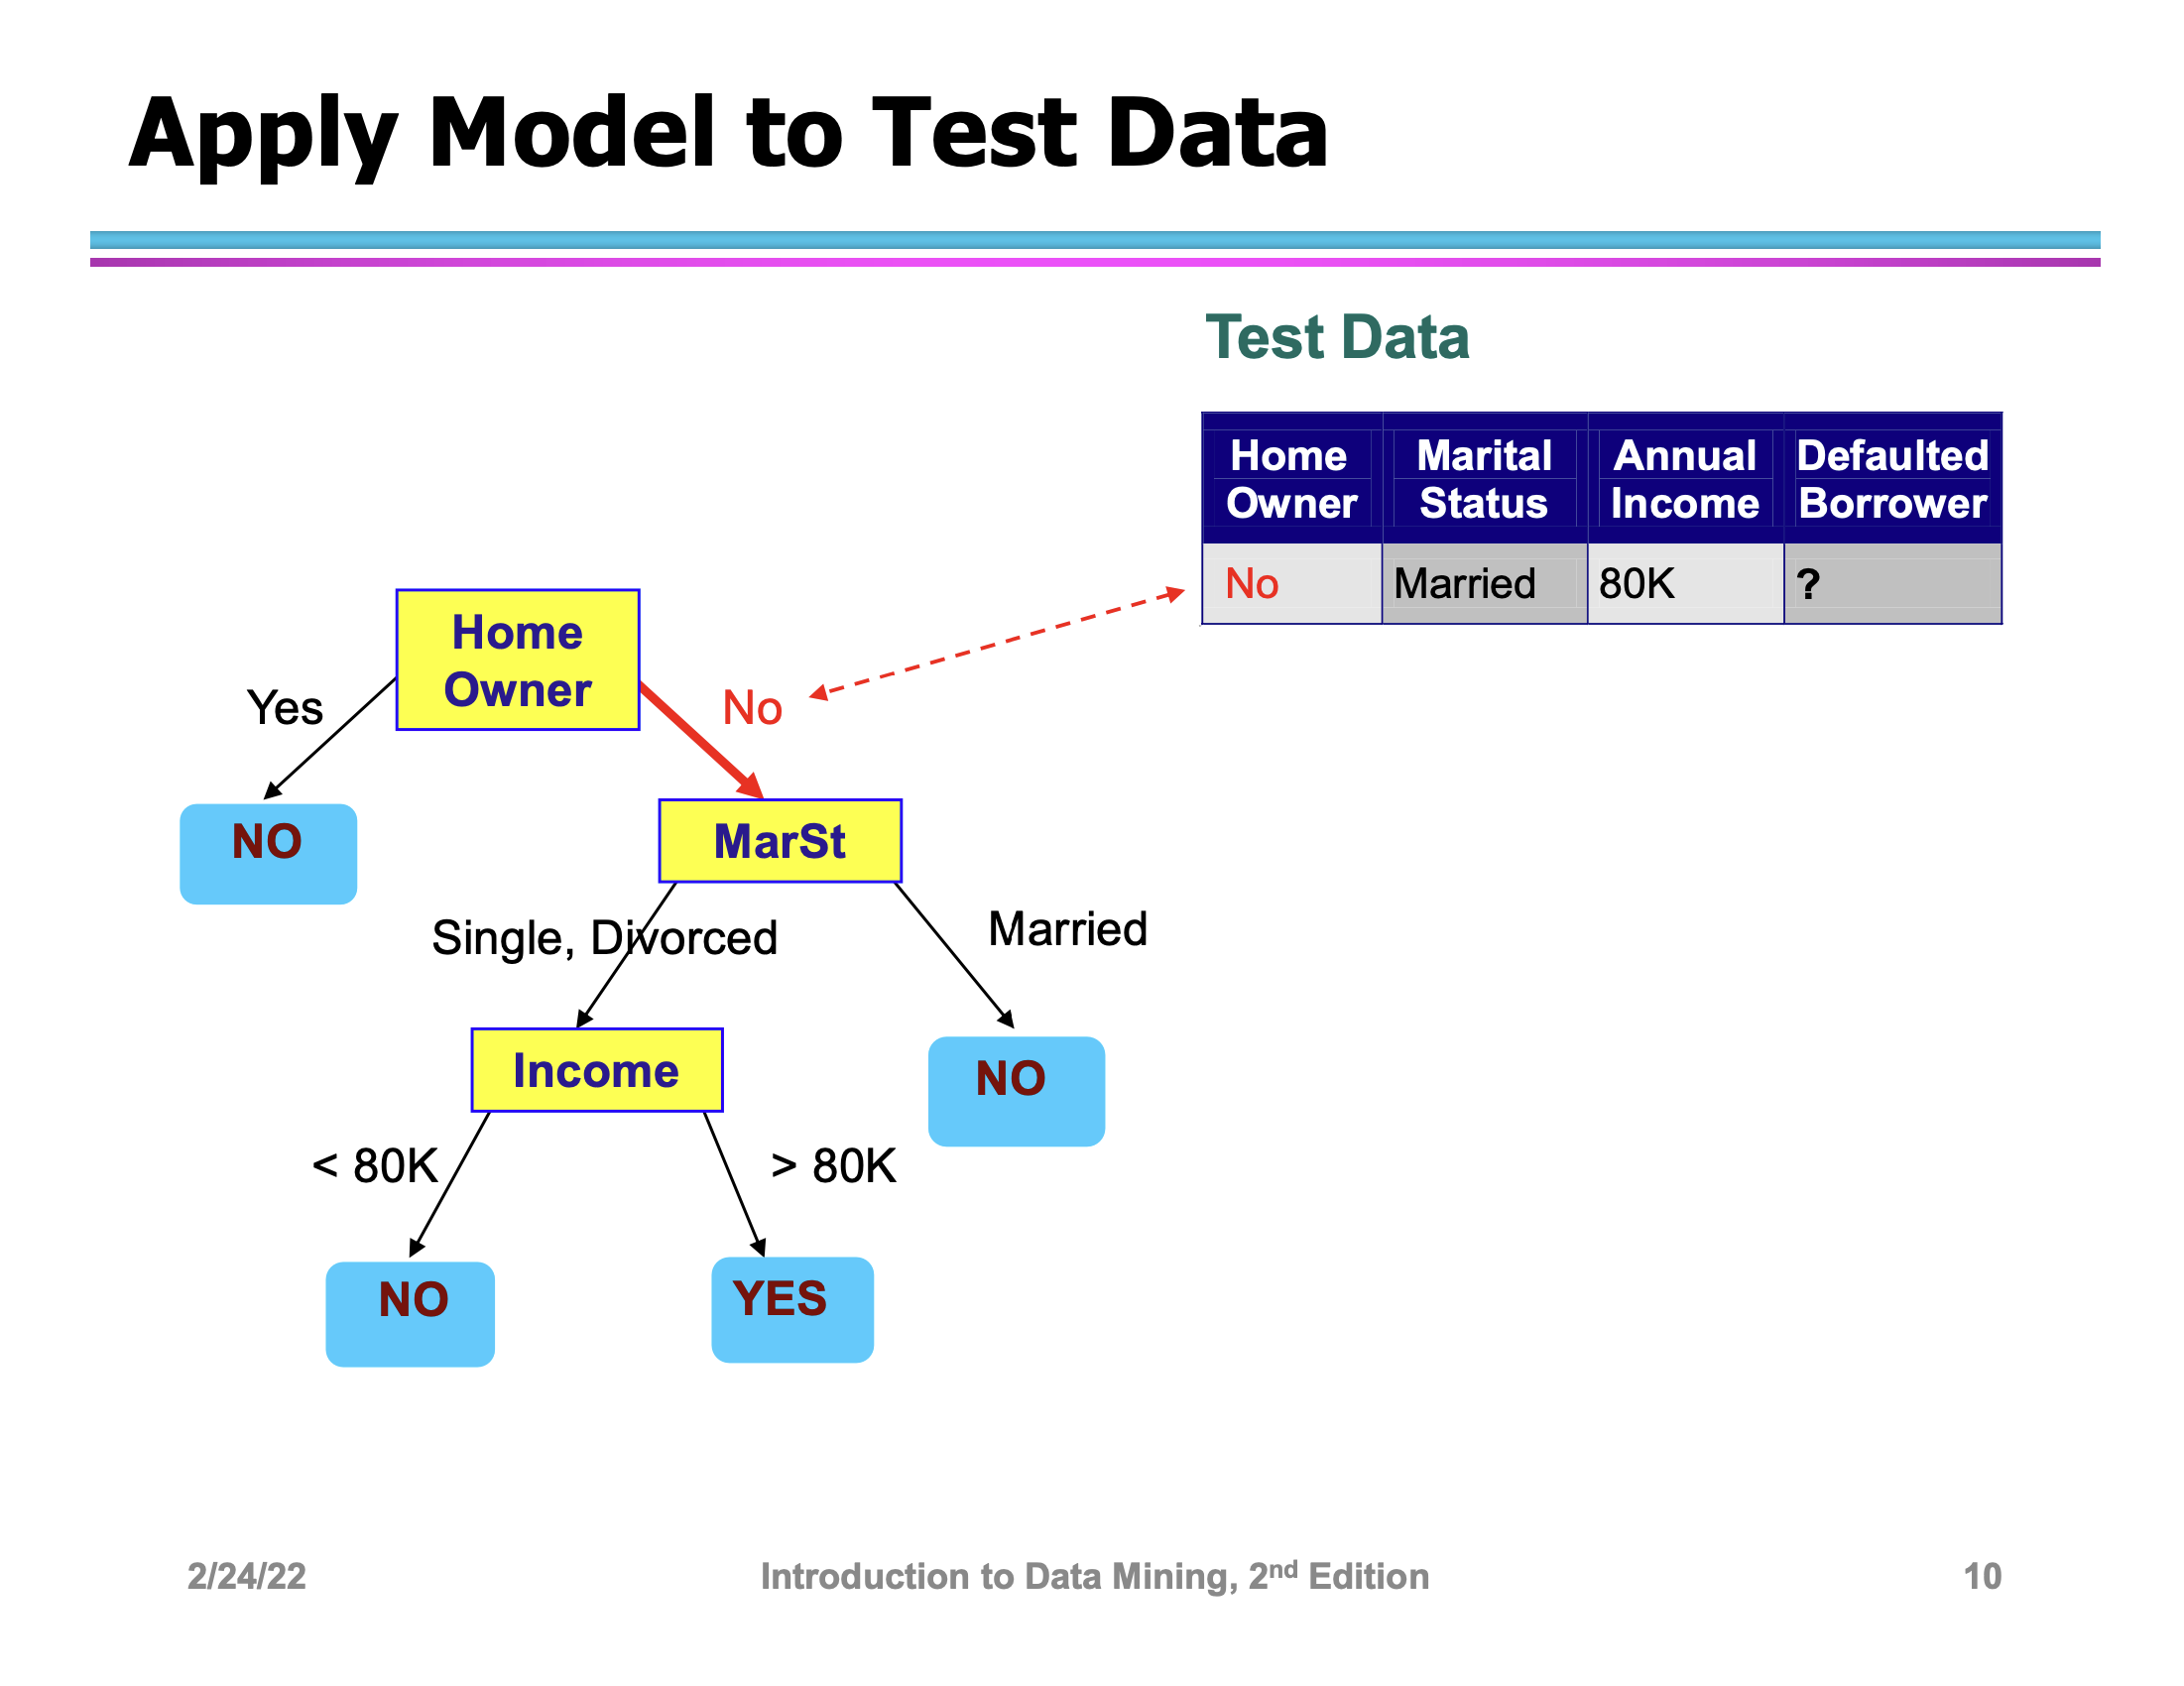 Apply Model to Test Data
Test Data
Home Owner Marital Status Annual Income Defaulted Borrower
No Married 80K ?
Home
Owner
Yes
No
NO
MarSt
Single, Divorced
Married
Income
NO
< 80K
> 80K
NO
YES
2/24/22
Introduction to Data Mining, 2nd Edition
10